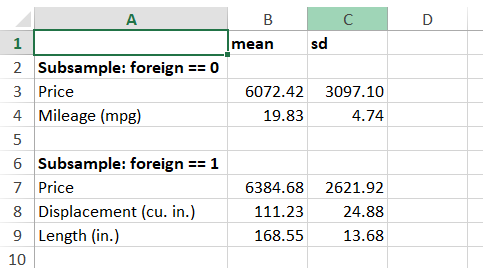 A B C D
1 mean sd
2 Subsample: foreign == 0
3 Price 6072.42 3097.10
4 Mileage (mpg) 19.83 4.74
5
6 Subsample: foreign == 1
7 Price 6384.68 2621.92
8 Displacement (cu. in.) 111.23 24.88
9 Length (in.) 168.55 13.68
10